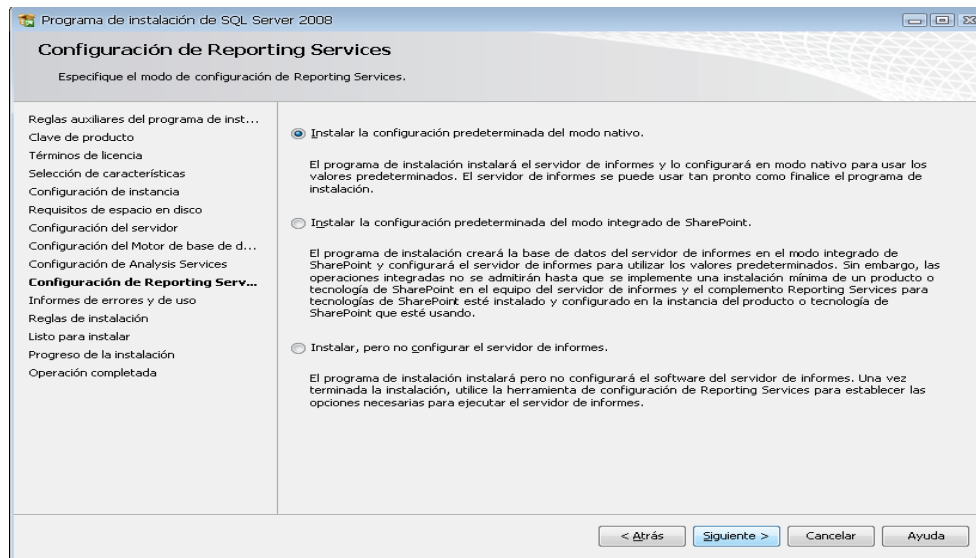 Programa de instalación de SQL Server 2008
Configuración de Reporting Services
Especifique el modo de configuración de Reporting Services.
Reglas auxiliares del programa de inst...
Clave de producto
Términos de licencia
Selección de características
Configuración de instancia
Requisitos de espacio en disco
Configuración del servidor
Configuración del Motor de base de d...
Configuración de Analysis Services
Configuración de Reporting Serv...
Informes de errores y de uso
Reglas de instalación
Listo para instalar
Progreso de la instalación
Operación completada
Instalar la configuración predeterminada del modo nativo.
El programa de instalación instalará el servidor de informes y lo configurará en modo nativo para usar los
valores predeterminados. El servidor de informes se puede usar tan pronto como finalice el programa de
instalación.
Instalar la configuración predeterminada del modo integrado de SharePoint.
El programa de instalación creará la base de datos del servidor de informes en el modo integrado de
SharePoint y configurará el servidor de informes para utilizar los valores predeterminados. Sin embargo, las
operaciones integradas no se admitirán hasta que se implemente una instalación mínima de un producto o
tecnología de SharePoint en el equipo del servidor de informes y el complemento Reporting Services para
tecnologías de SharePoint esté instalado y configurado en la instancia del producto o tecnología de
SharePoint que esté usando.
Instalar, pero no configurar el servidor de informes.
El programa de instalación instalará pero no configurará el software del servidor de informes. Una vez
terminada la instalación, utilice la herramienta de configuración de Reporting Services para establecer las
opciones necesarias para ejecutar el servidor de informes.
< Atrás
Siguiente >
Cancelar
Ayuda